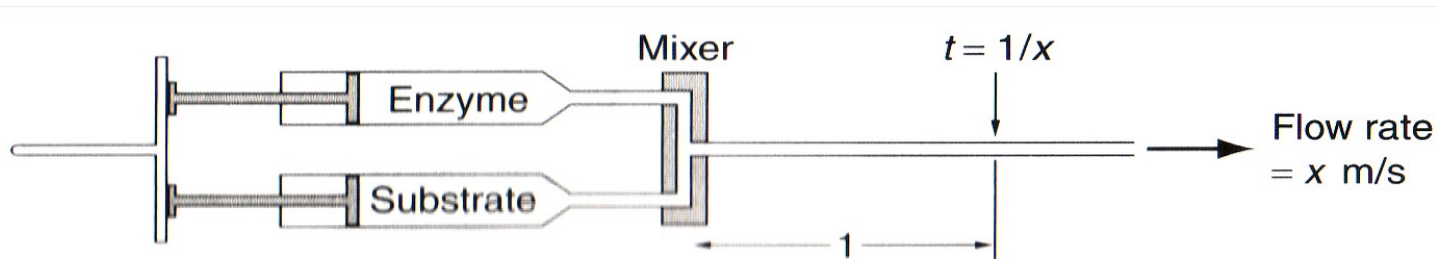 Mixer
t = 1/x
Enzyme
Flow rate
= x m/s
Substrate
1